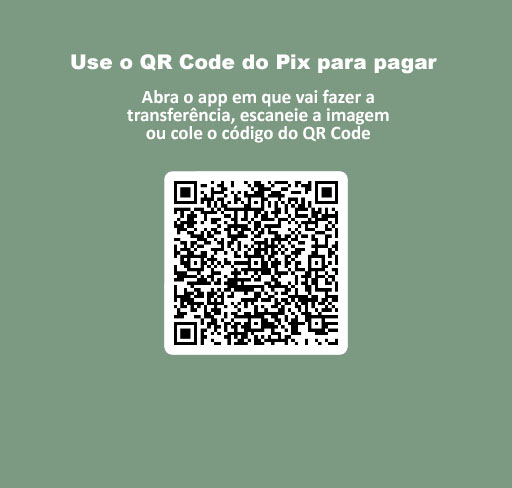 Use o QR Code do Pix para pagar
Abra o app em que vai fazer a
transferência, escaneie a imagem
ou cole o código do QR Code